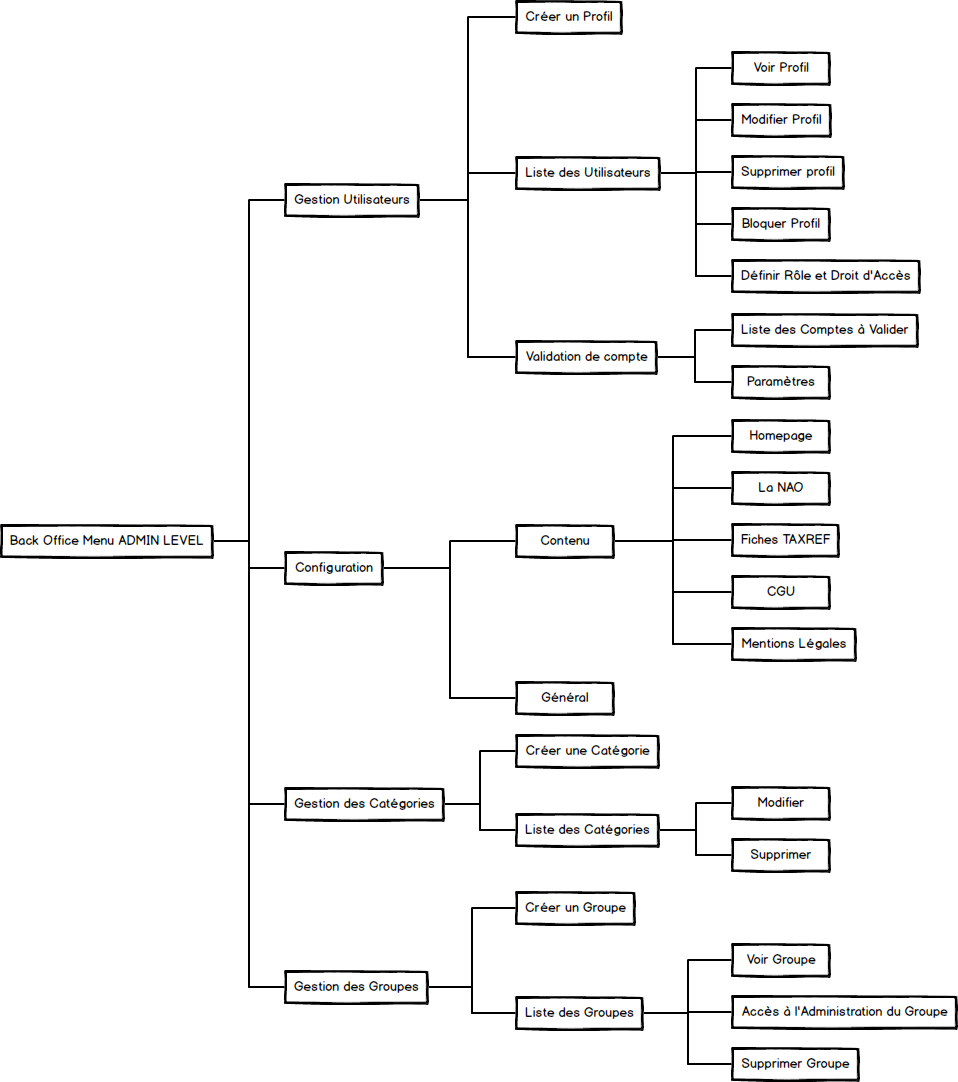 Back Office Menu ADMIN LEVEL
Gestion Utilisateurs
Créer un Profil
Liste des Utilisateurs
Voir Profil
Modifier Profil
Supprimer profil
Bloquer Profil
Définir Rôle et Droit d'Accès
Validation de compte
Liste des Comptes à Valider
Paramètres
Configuration
Contenu
Homepage
La NAO
Fiches TAXREF
CGU
Mentions Légales
Général
Gestion des Catégories
Créer une Catégorie
Liste des Catégories
Modifier
Supprimer
Gestion des Groupes
Créer un Groupe
Liste des Groupes
Voir Groupe
Accès à l'Administration du Groupe
Supprimer Groupe